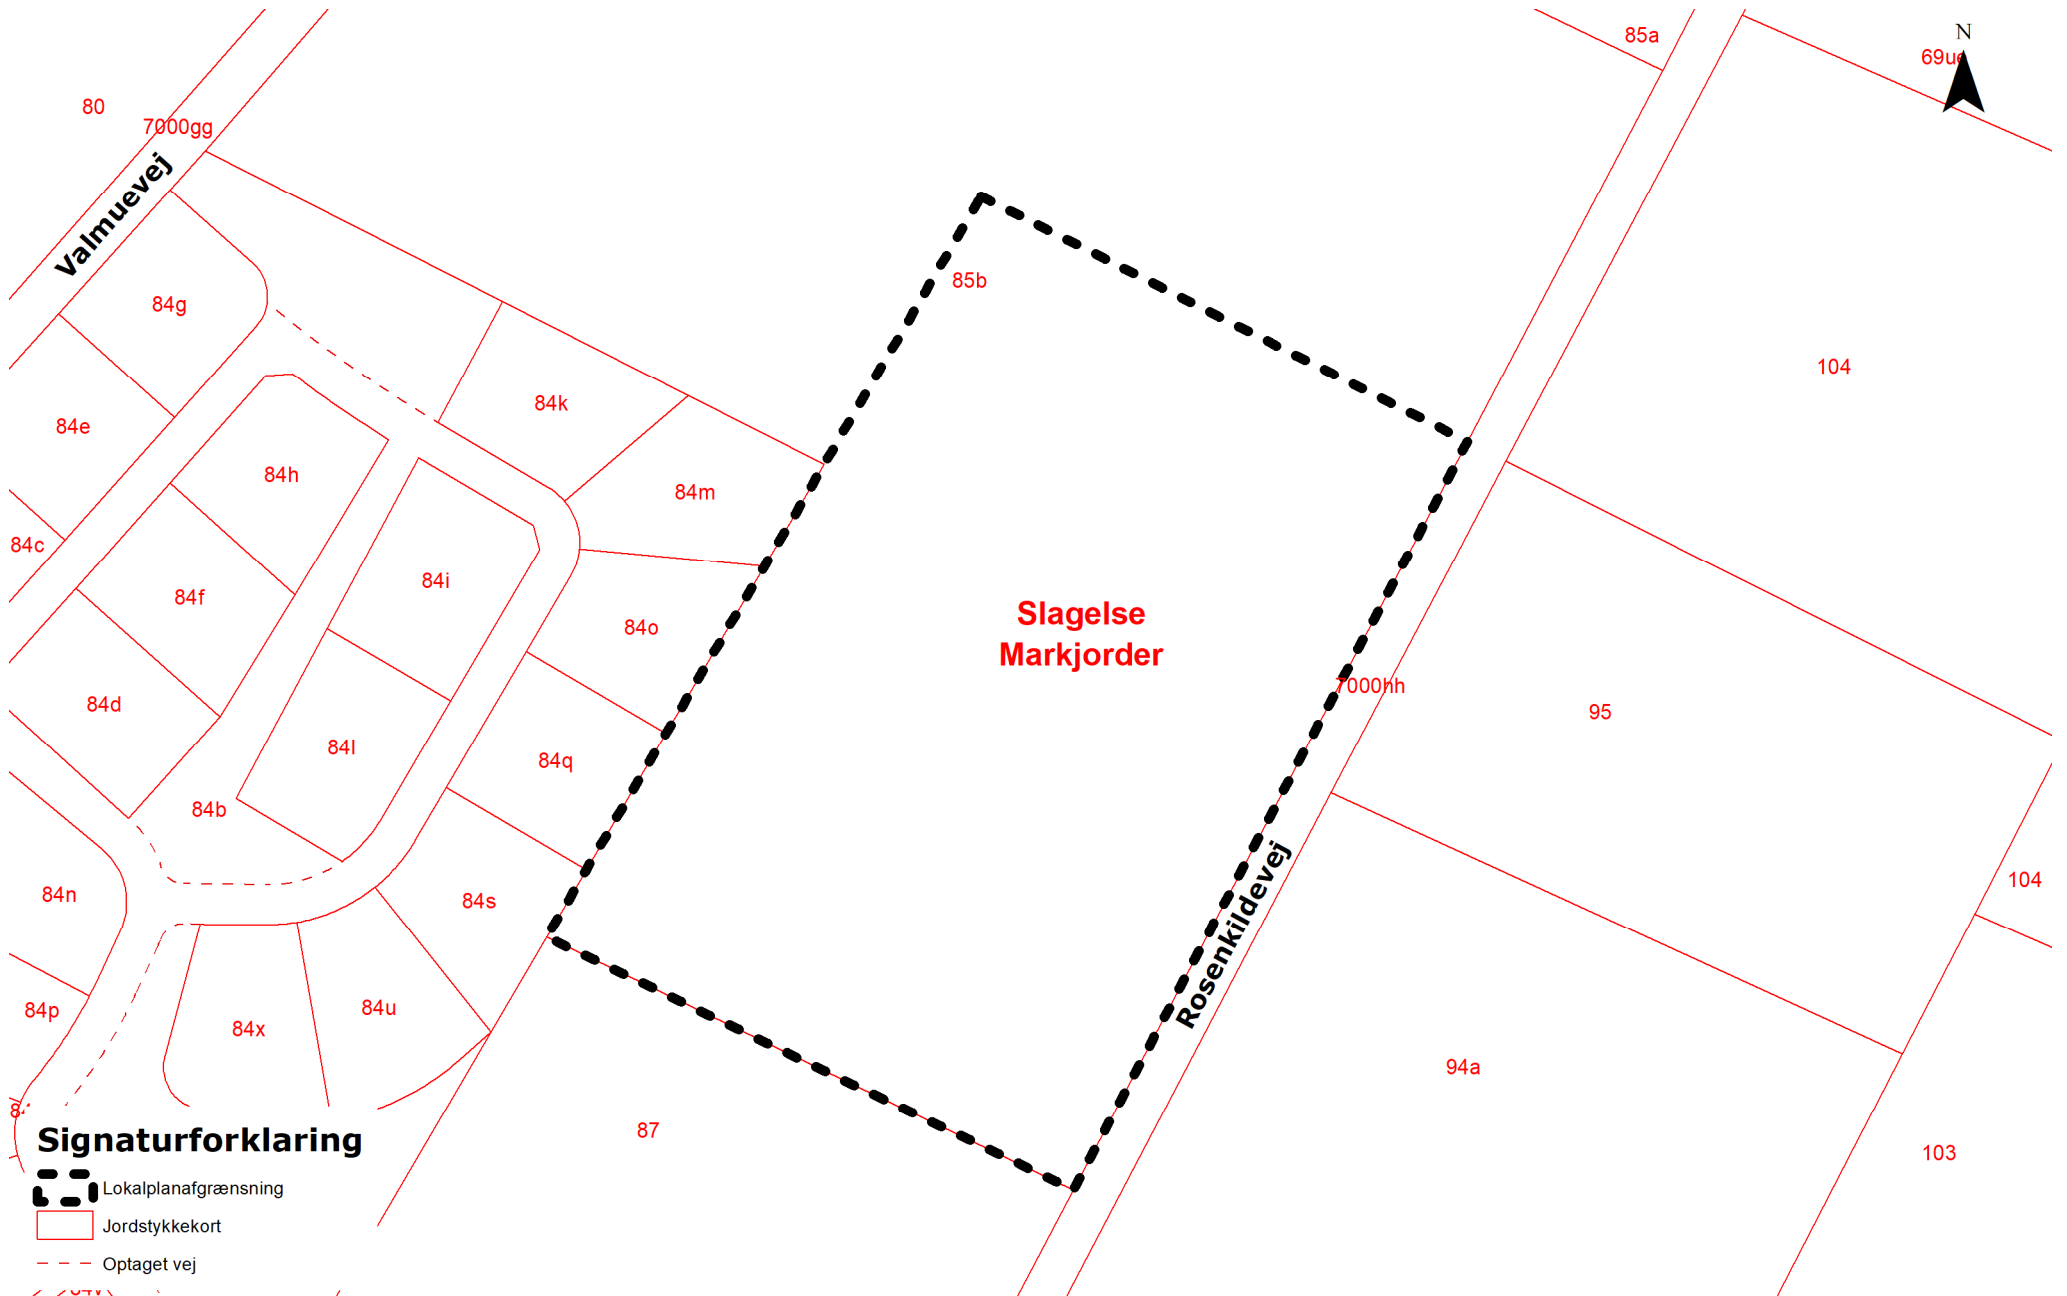 85a
N
69ue
80
7000gg
Valmuevej
85b
84g
104
84k
84e
84h
84m
84c
84i
84f
84o
Slagelse
Markjorder
7000hh
84d
95
84l
84q
84b
104
84n
84s
Rosenkildevej
84p
84u
84x
94a
87
103
Signaturforklaring
Lokalplanafgrænsning
Jordstykkekort
Optaget vej